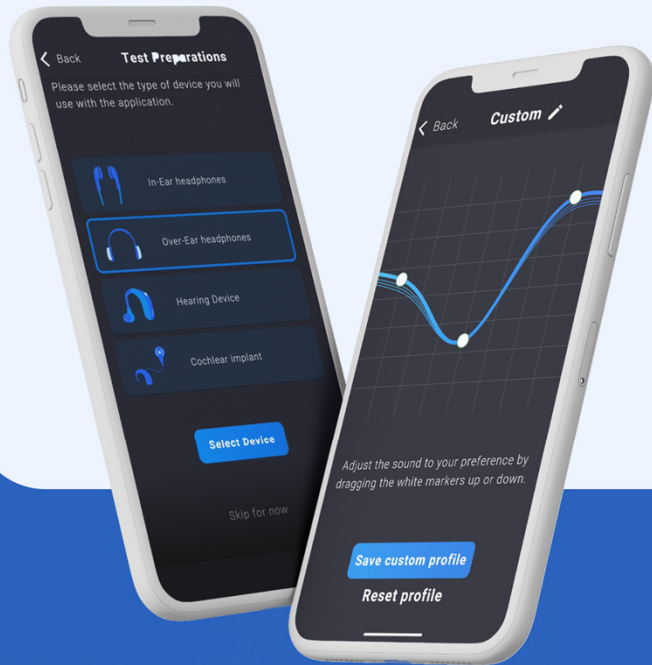 Back
Test Preparations
Please select the type of device you will
use with the application.
In-Ear headphones
Over-Ear headphones
Hearing Device
Cochlear implant
Select Device
Skip for now
Back
Custom
Adjust the sound to your preference by
dragging the white markers up or down.
Save custom profile
Reset profile